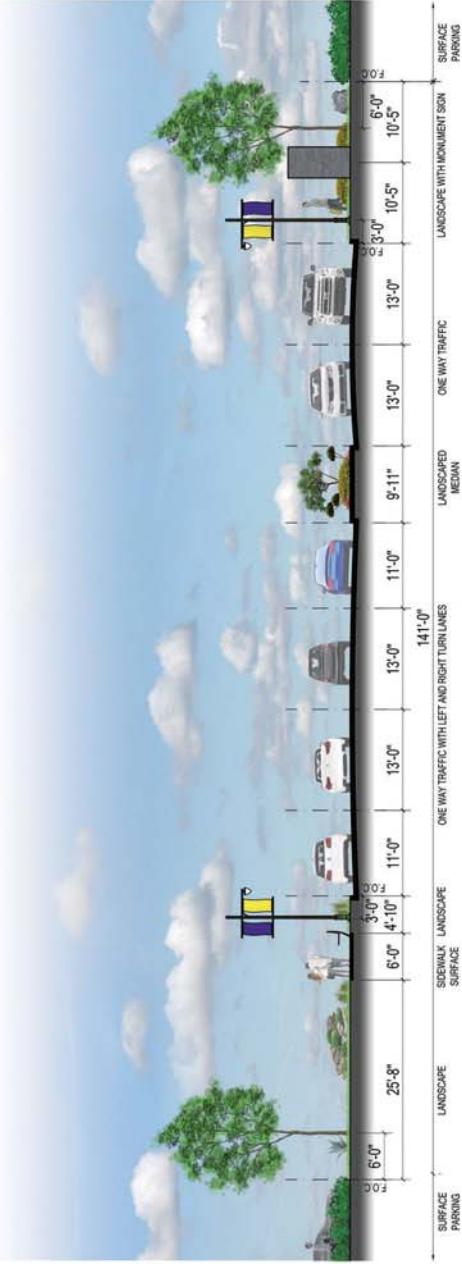 F.O.C.
6'-0"
25'-8"
6'-0"
3'-0"
4'-10"
F.O.C.
11'-0"
13'-0"
13'-0"
11'-0"
9'-11"
13'-0"
13'-0"
F.O.C.
3'-0"
10'-5"
10'-5"
6'-0"
F.O.C.
141'-0"
SURFACE
PARKING
LANDSCAPE
SIDEWALK
SURFACE
LANDSCAPE
ONE WAY TRAFFIC WITH LEFT AND RIGHT TURN LANES
LANDSCAPED
MEDIAN
ONE WAY TRAFFIC
LANDSCAPE WITH MONUMENT SIGN
SURFACE
PARKING